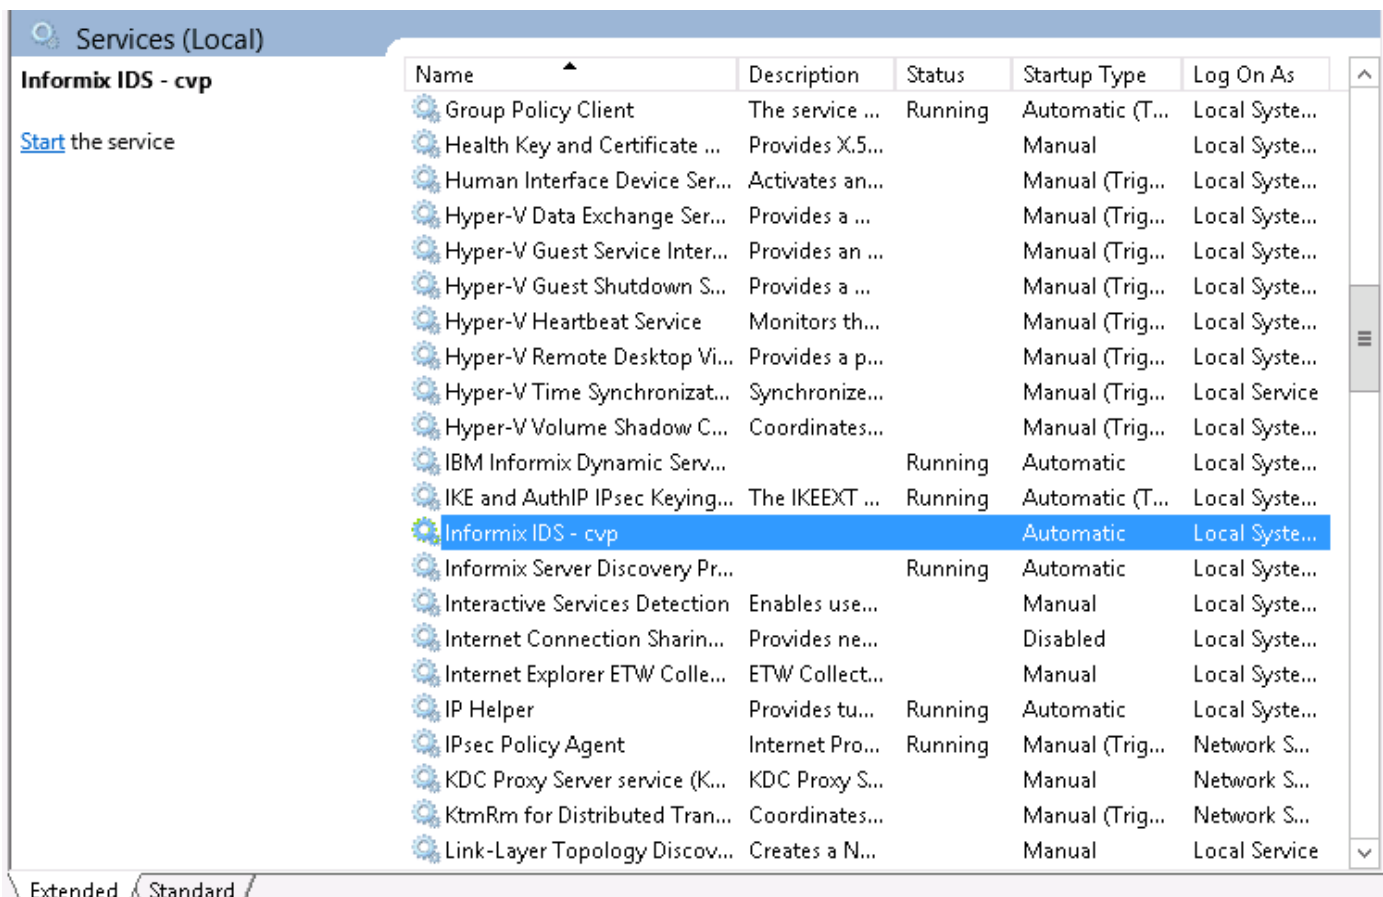 Services (Local)
Informix IDS - cvp
Start the service
Name Description Status Startup Type Log On As
Group Policy Client The service ... Running Automatic (T... Local Syste...
Health Key and Certificate ... Provides X.5... Manual Local Syste...
Human Interface Device Ser... Activates an... Manual (Trig... Local Syste...
Hyper-V Data Exchange Ser... Provides a ... Manual (Trig... Local Syste...
Hyper-V Guest Service Inter... Provides an ... Manual (Trig... Local Syste...
Hyper-V Guest Shutdown S... Provides a ... Manual (Trig... Local Syste...
Hyper-V Heartbeat Service Monitors th... Manual (Trig... Local Syste...
Hyper-V Remote Desktop Vi... Provides a p... Manual (Trig... Local Syste...
Hyper-V Time Synchronizat... Synchronize... Manual (Trig... Local Service
Hyper-V Volume Shadow C... Coordinates... Manual (Trig... Local Syste...
IBM Informix Dynamic Serv... Running Automatic Local Syste...
IKE and AuthIP IPsec Keying... The IKEEXT ... Running Automatic (T... Local Syste...
Informix IDS - cvp Automatic Local Syste...
Informix Server Discovery Pr... Running Automatic Local Syste...
Interactive Services Detection Enables use... Manual Local Syste...
Internet Connection Sharin... Provides ne... Disabled Local Syste...
Internet Explorer ETW Colle... ETW Collect... Manual Local Syste...
IP Helper Provides tu... Running Automatic Local Syste...
IPsec Policy Agent Internet Pro... Running Manual (Trig... Network S...
KDC Proxy Server service (K... KDC Proxy S... Manual Network S...
KtmRm for Distributed Tran... Coordinates... Manual (Trig... Network S...
Link-Layer Topology Discov... Creates a N... Manual Local Service
Extended Standard